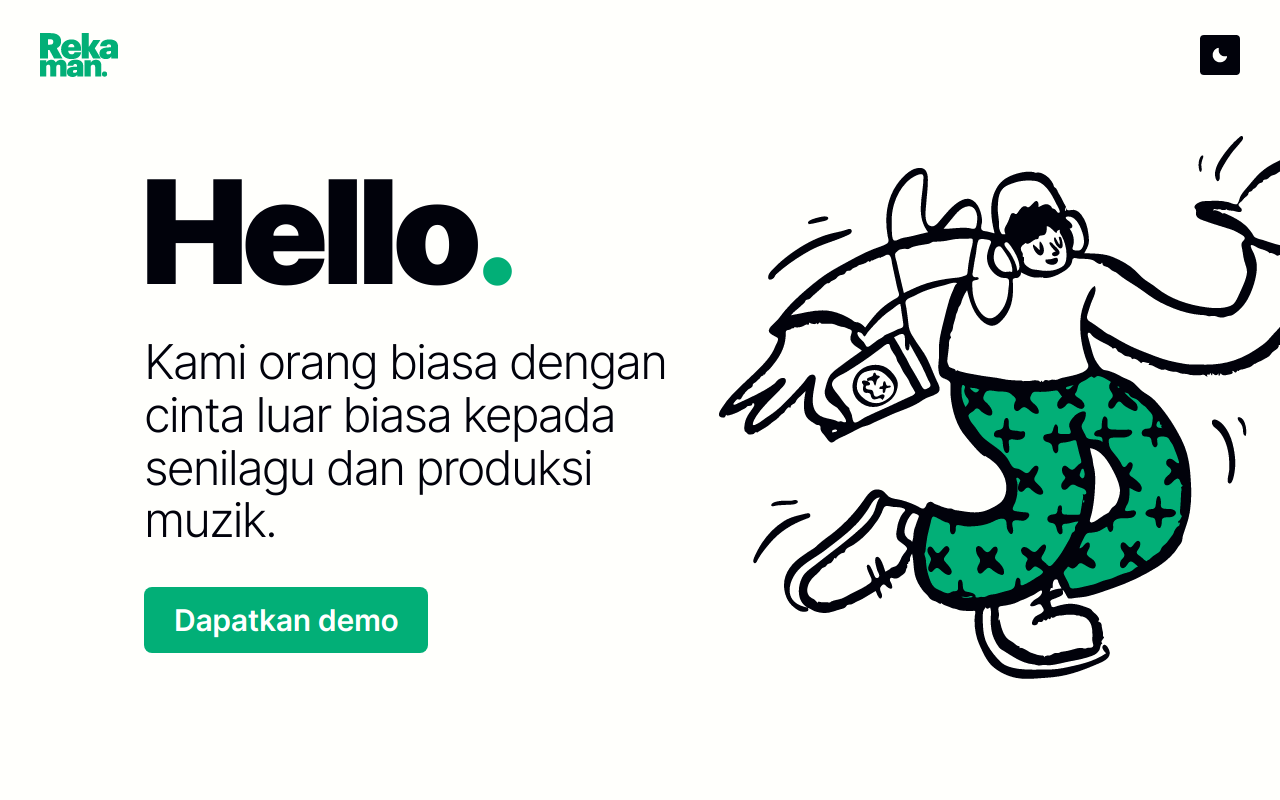 Reka
man.
Hello.
Kami orang biasa dengan
cinta luar biasa kepada
senilagu dan produksi
muzik.
Dapatkan demo